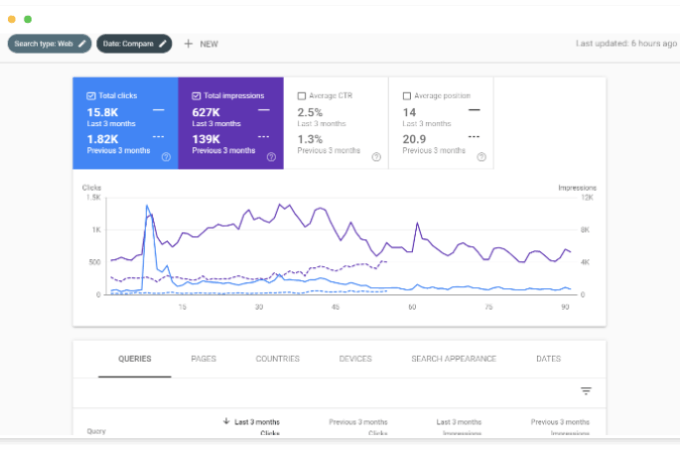 Search type: Web Date: Compare NEW Last updated: 6 hours ago
Total clicks
15.8K
Last 3 months
1.82K
Previous 3 months
Total impressions
627K
Last 3 months
139K
Previous 3 months
Average CTR
2.5%
Last 3 months
1.3%
Previous 3 months
Average position
14
Last 3 months
20.9
Previous 3 months
Clicks Impressions
1.5K 12K
1K 8K
500 4K
0 0
15 30 45 60 75 90
QUERIES PAGES COUNTRIES DEVICES SEARCH APPEARANCE DATES
Last 3 months Previous 3 months Last 3 months Previous 3 months
Query Clicks Clicks Impressions Impressions